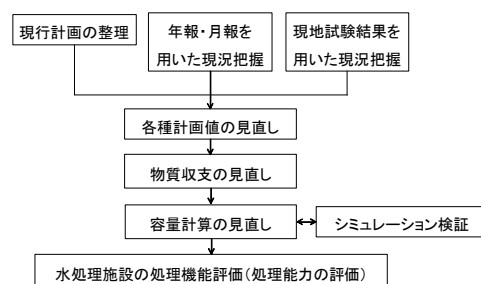 現行計画の整理
年報・月報を
用いた現況把握
現地試験結果を
用いた現況把握
各種計画値の見直し
物質収支の見直し
容量計算の見直し
シミュレーション検証
水処理施設の処理機能評価(処理能力の評価)